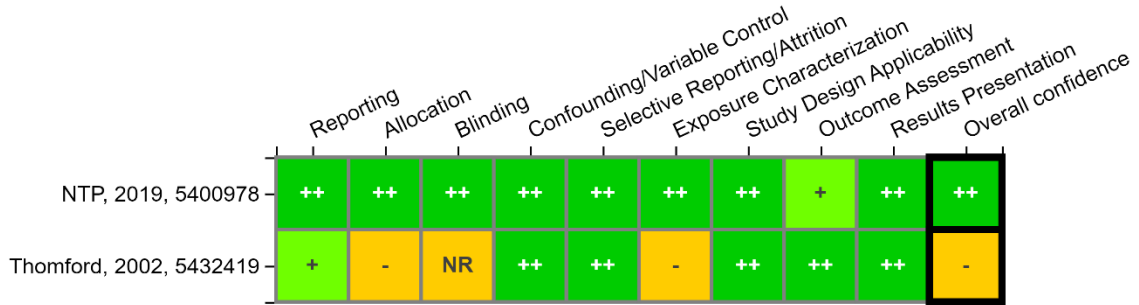 Reporting
Allocation
Blinding
Confounding/Variable Control
Selective Reporting/Attrition
Exposure Characterization
Study Design Applicability
Outcome Assessment
Results Presentation
Overall confidence
NTP, 2019, 5400978 ++ ++ ++ ++ ++ ++ ++ + ++ ++
Thomford, 2002, 5432419 + - NR ++ ++ - ++ ++ ++ -